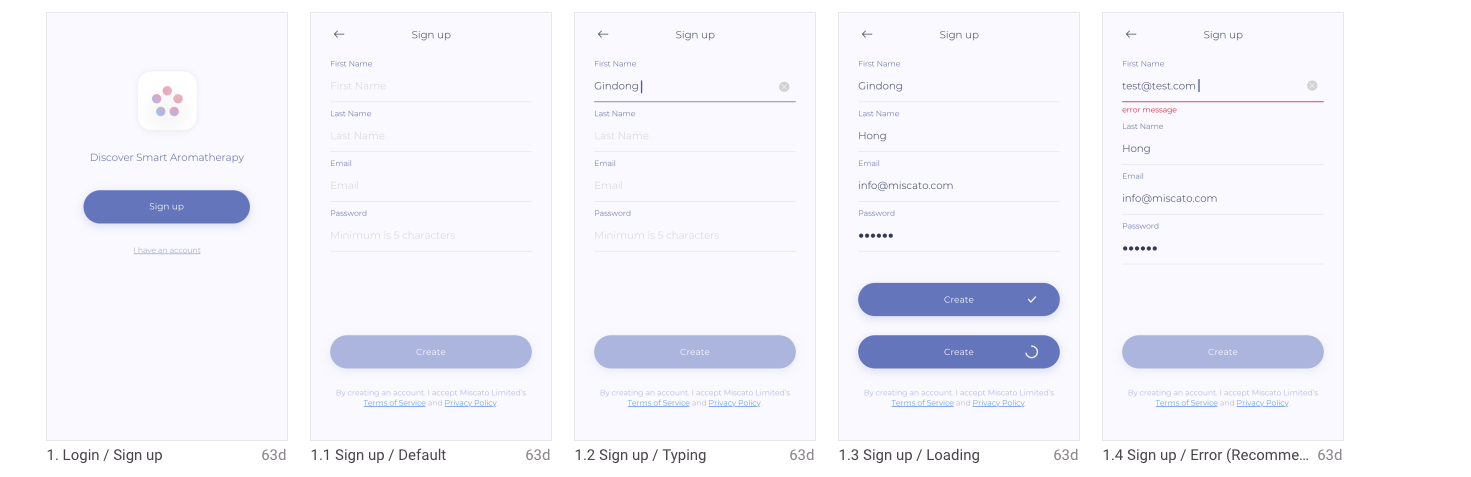 Discover Smart Aromatherapy
Sign up
I have an account
1. Login / Sign up 63d
Sign up
First Name
First Name
Last Name
Last Name
Email
Email
Password
Minimum is 5 characters
Create
By creating an account, I accept Miscato Limited's
Terms of Service and Privacy Policy
1.1 Sign up / Default 63d
Sign up
First Name
Gindong
Last Name
Last Name
Email
Email
Password
Minimum is 5 characters
Create
By creating an account, I accept Miscato Limited's
Terms of Service and Privacy Policy
1.2 Sign up / Typing 63d
Sign up
First Name
Gindong
Last Name
Hong
Email
info@miscato.com
Password
••••••
Create
Create
By creating an account, I accept Miscato Limited's
Terms of Service and Privacy Policy
1.3 Sign up / Loading 63d
Sign up
First Name
test@test.com
error message
Last Name
Hong
Email
info@miscato.com
Password
••••••
Create
By creating an account, I accept Miscato Limited's
Terms of Service and Privacy Policy
1.4 Sign up / Error (Recomme... 63d